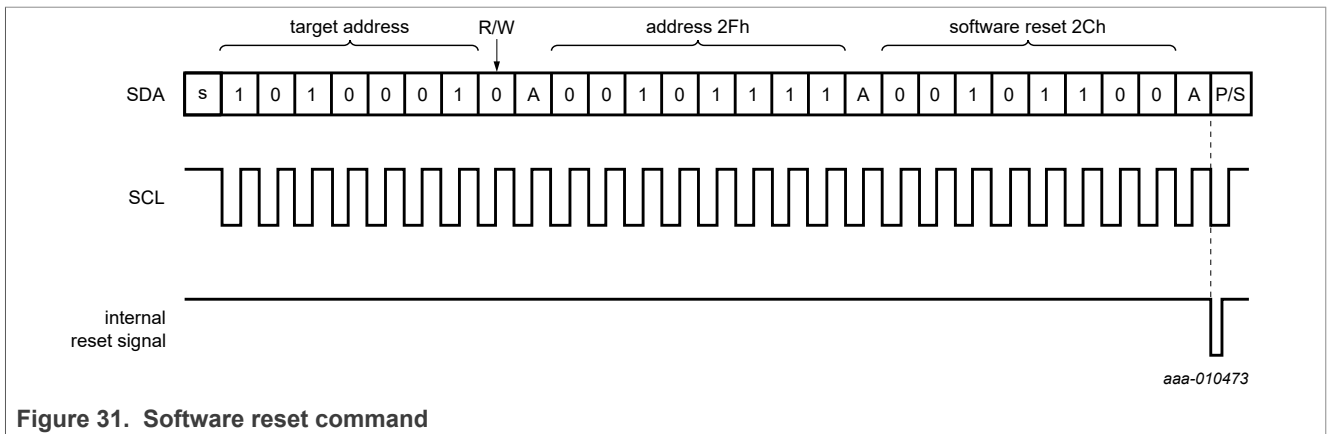 target address R/W address 2Fh software reset 2Ch
SDA s 1 0 1 0 0 0 1 0 A 0 0 1 0 1 1 1 1 A 0 0 1 0 1 1 0 0 A P/S
SCL
internal
reset signal
aaa-010473
Figure 31. Software reset command